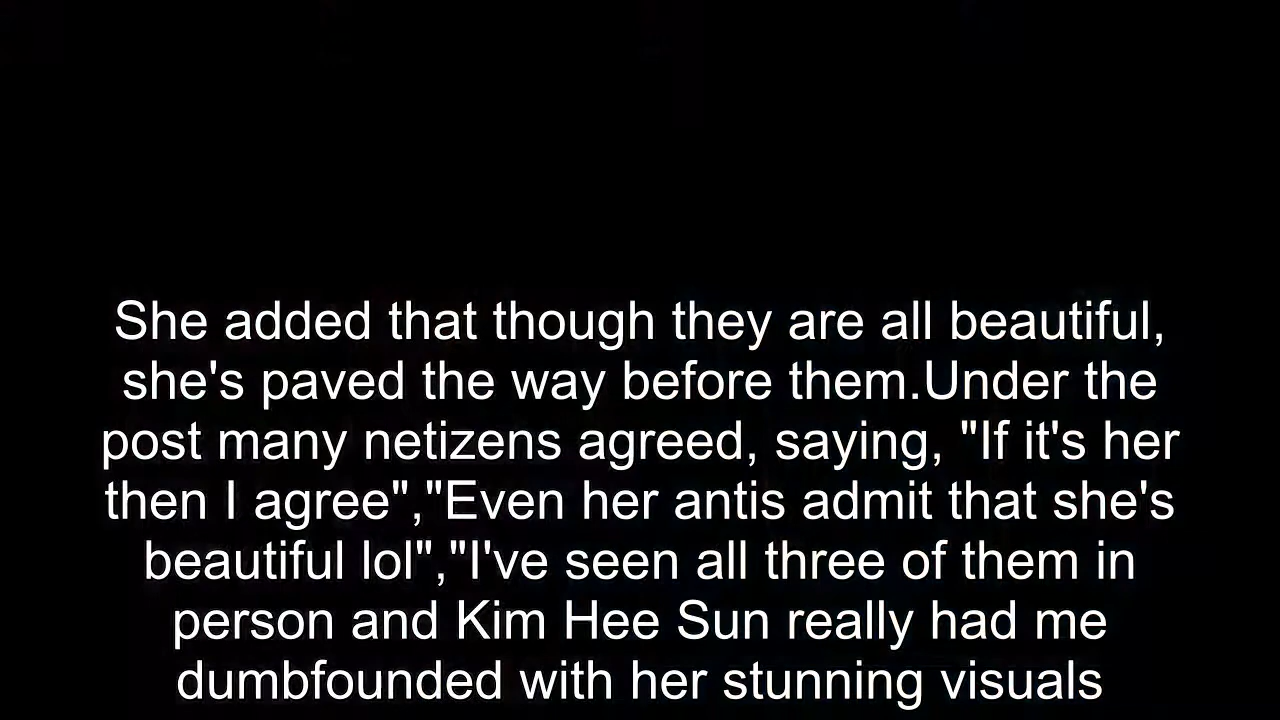 She added that though they are all beautiful,
she's paved the way before them.Under the
post many netizens agreed, saying, "If it's her
then I agree","Even her antis admit that she's
beautiful lol","I've seen all three of them in
person and Kim Hee Sun really had me
dumbfounded with her stunning visuals